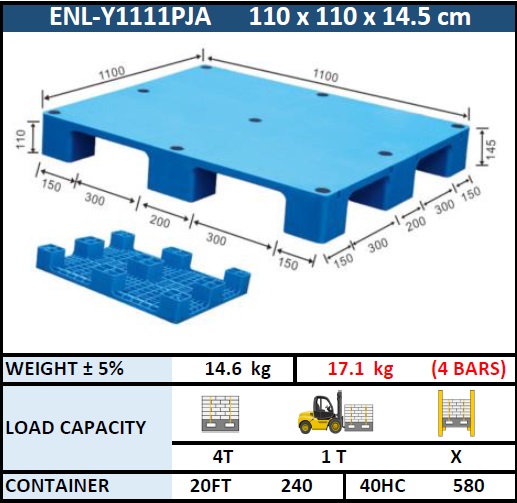 ENL-Y1111PJA 110 x 110 x 14.5 cm
1100 1100
110
145
150 300 200 300 150
150 300 200 300 150
WEIGHT ± 5% 14.6 kg 17.1 kg (4 BARS)
LOAD CAPACITY
4T 1 T X
CONTAINER 20FT 240 40HC 580